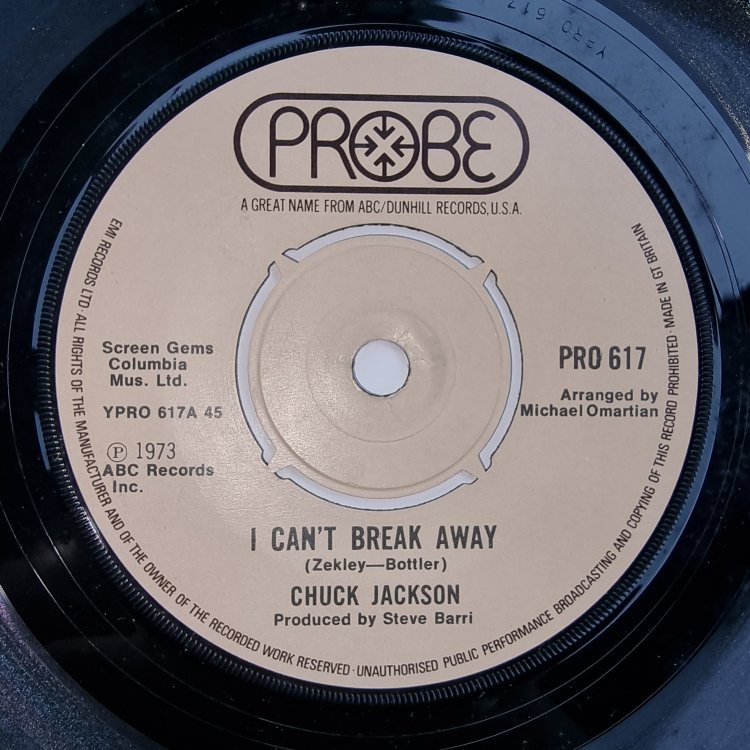 YPRO 617
PROBE
A GREAT NAME FROM ABC/DUNHILL RECORDS, U.S.A.
EMI RECORDS LTD · ALL RIGHTS OF THE MANUFACTURER AND OF THE OWNER OF THE RECORDED WORK RESERVED · UNAUTHORISED PUBLIC PERFORMANCE BROADCASTING AND COPYING OF THIS RECORD PROHIBITED · MADE IN GT BRITAIN
Screen Gems
Columbia
Mus. Ltd.
YPRO 617A 45
Ⓟ 1973
ABC Records
Inc.
PRO 617
Arranged by
Michael Omartian
I CAN'T BREAK AWAY
(Zekley—Bottler)
CHUCK JACKSON
Produced by Steve Barri